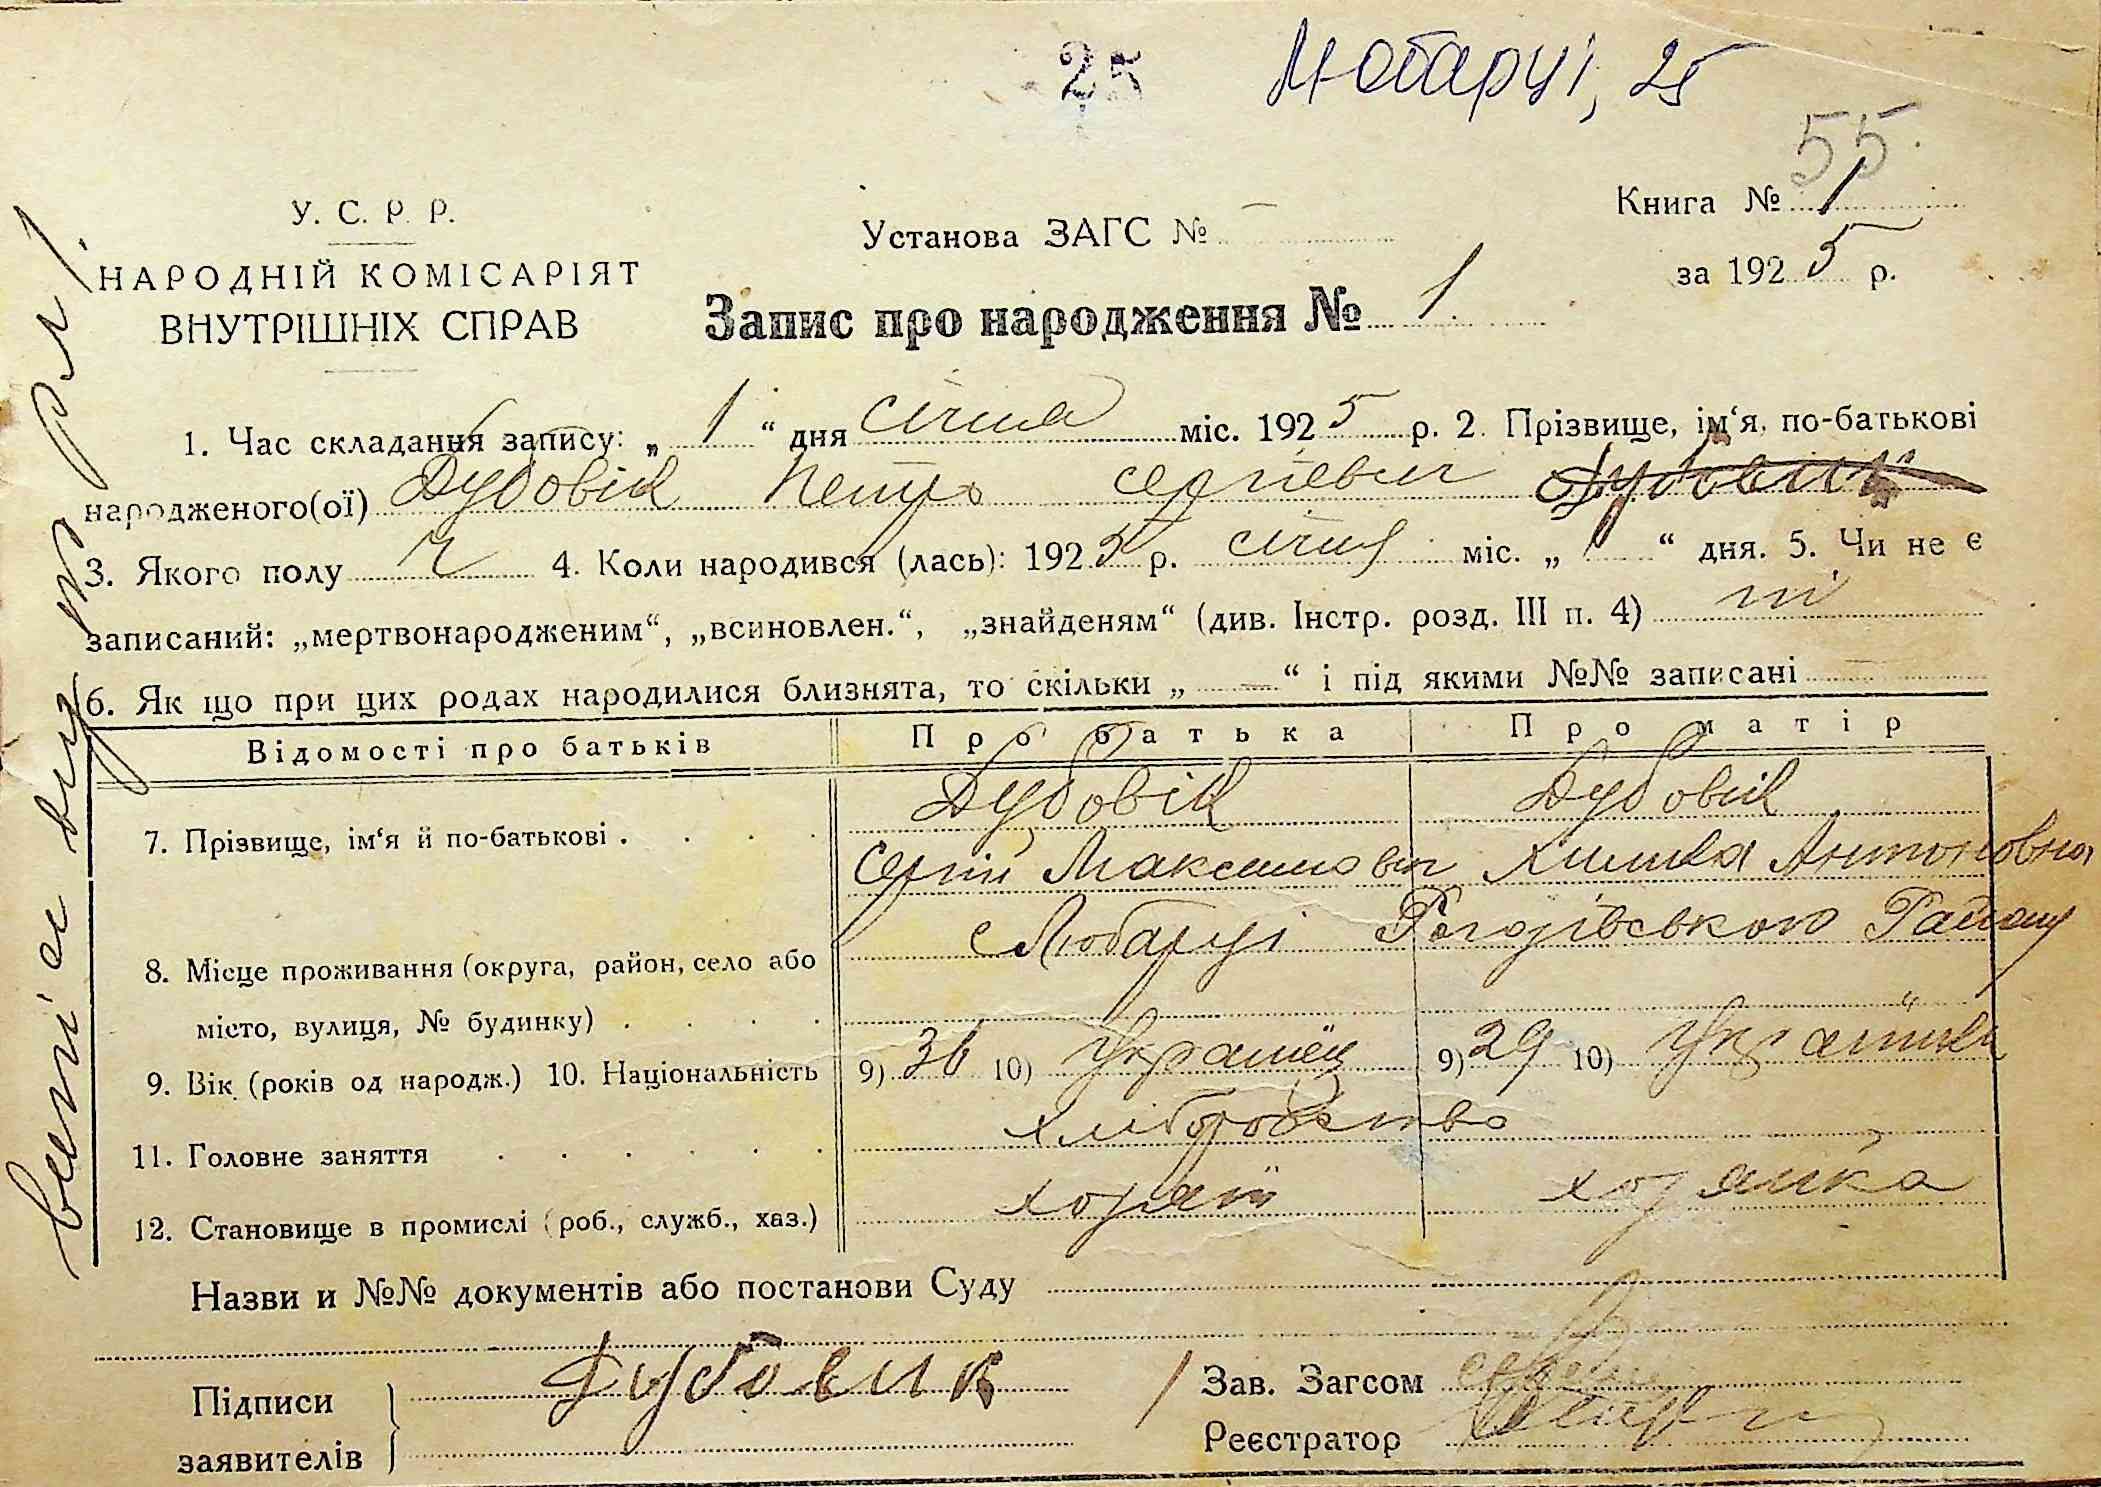 25
Любарці, 25
55
У. С. Р. Р.
НАРОДНІЙ КОМІСАРІЯТ
ВНУТРІШНІХ СПРАВ
Установа ЗАГС № —
Книга № 1
за 1925 р.
Запис про народження № 1
1. Час складання запису: „ 1 “ дня січня міс. 1925 р. 2. Прізвище, ім‘я, по-батькові
народженого(ої) Дубовік Петро Сергієвич Дубовик
3. Якого полу ч 4. Коли народився (лась): 1925 р. січня міс. „ 1 “ дня. 5. Чи не є
записаний: „мертвонародженим“, „всиновлен.“, „знайденям“ (див. Інстр. розд. III п. 4) ні
6. Як що при цих родах народилися близнята, то скільки „ — “ і під якими №№ записані
Відомості про батьків
Про батька
Про матір
7. Прізвище, ім‘я й по-батькові
Дубовік
Дубовік
Сергій Максимович
Антоновна
8. Місце проживання (округа, район, село або
місто, вулиця, № будинку)
с Любарці Рогозівського Району
9. Вік (років од народж.) 10. Національність
9) 36 10) Українец
9) 29 10) Українка
11. Головне заняття
хліборобство
12. Становище в промислі (роб., служб., хаз.)
хозяїн
хозяйка
Назви и №№ документів або постанови Суду
Підписи
заявителів
Дубовик
Зав. Загсом
Реєстратор